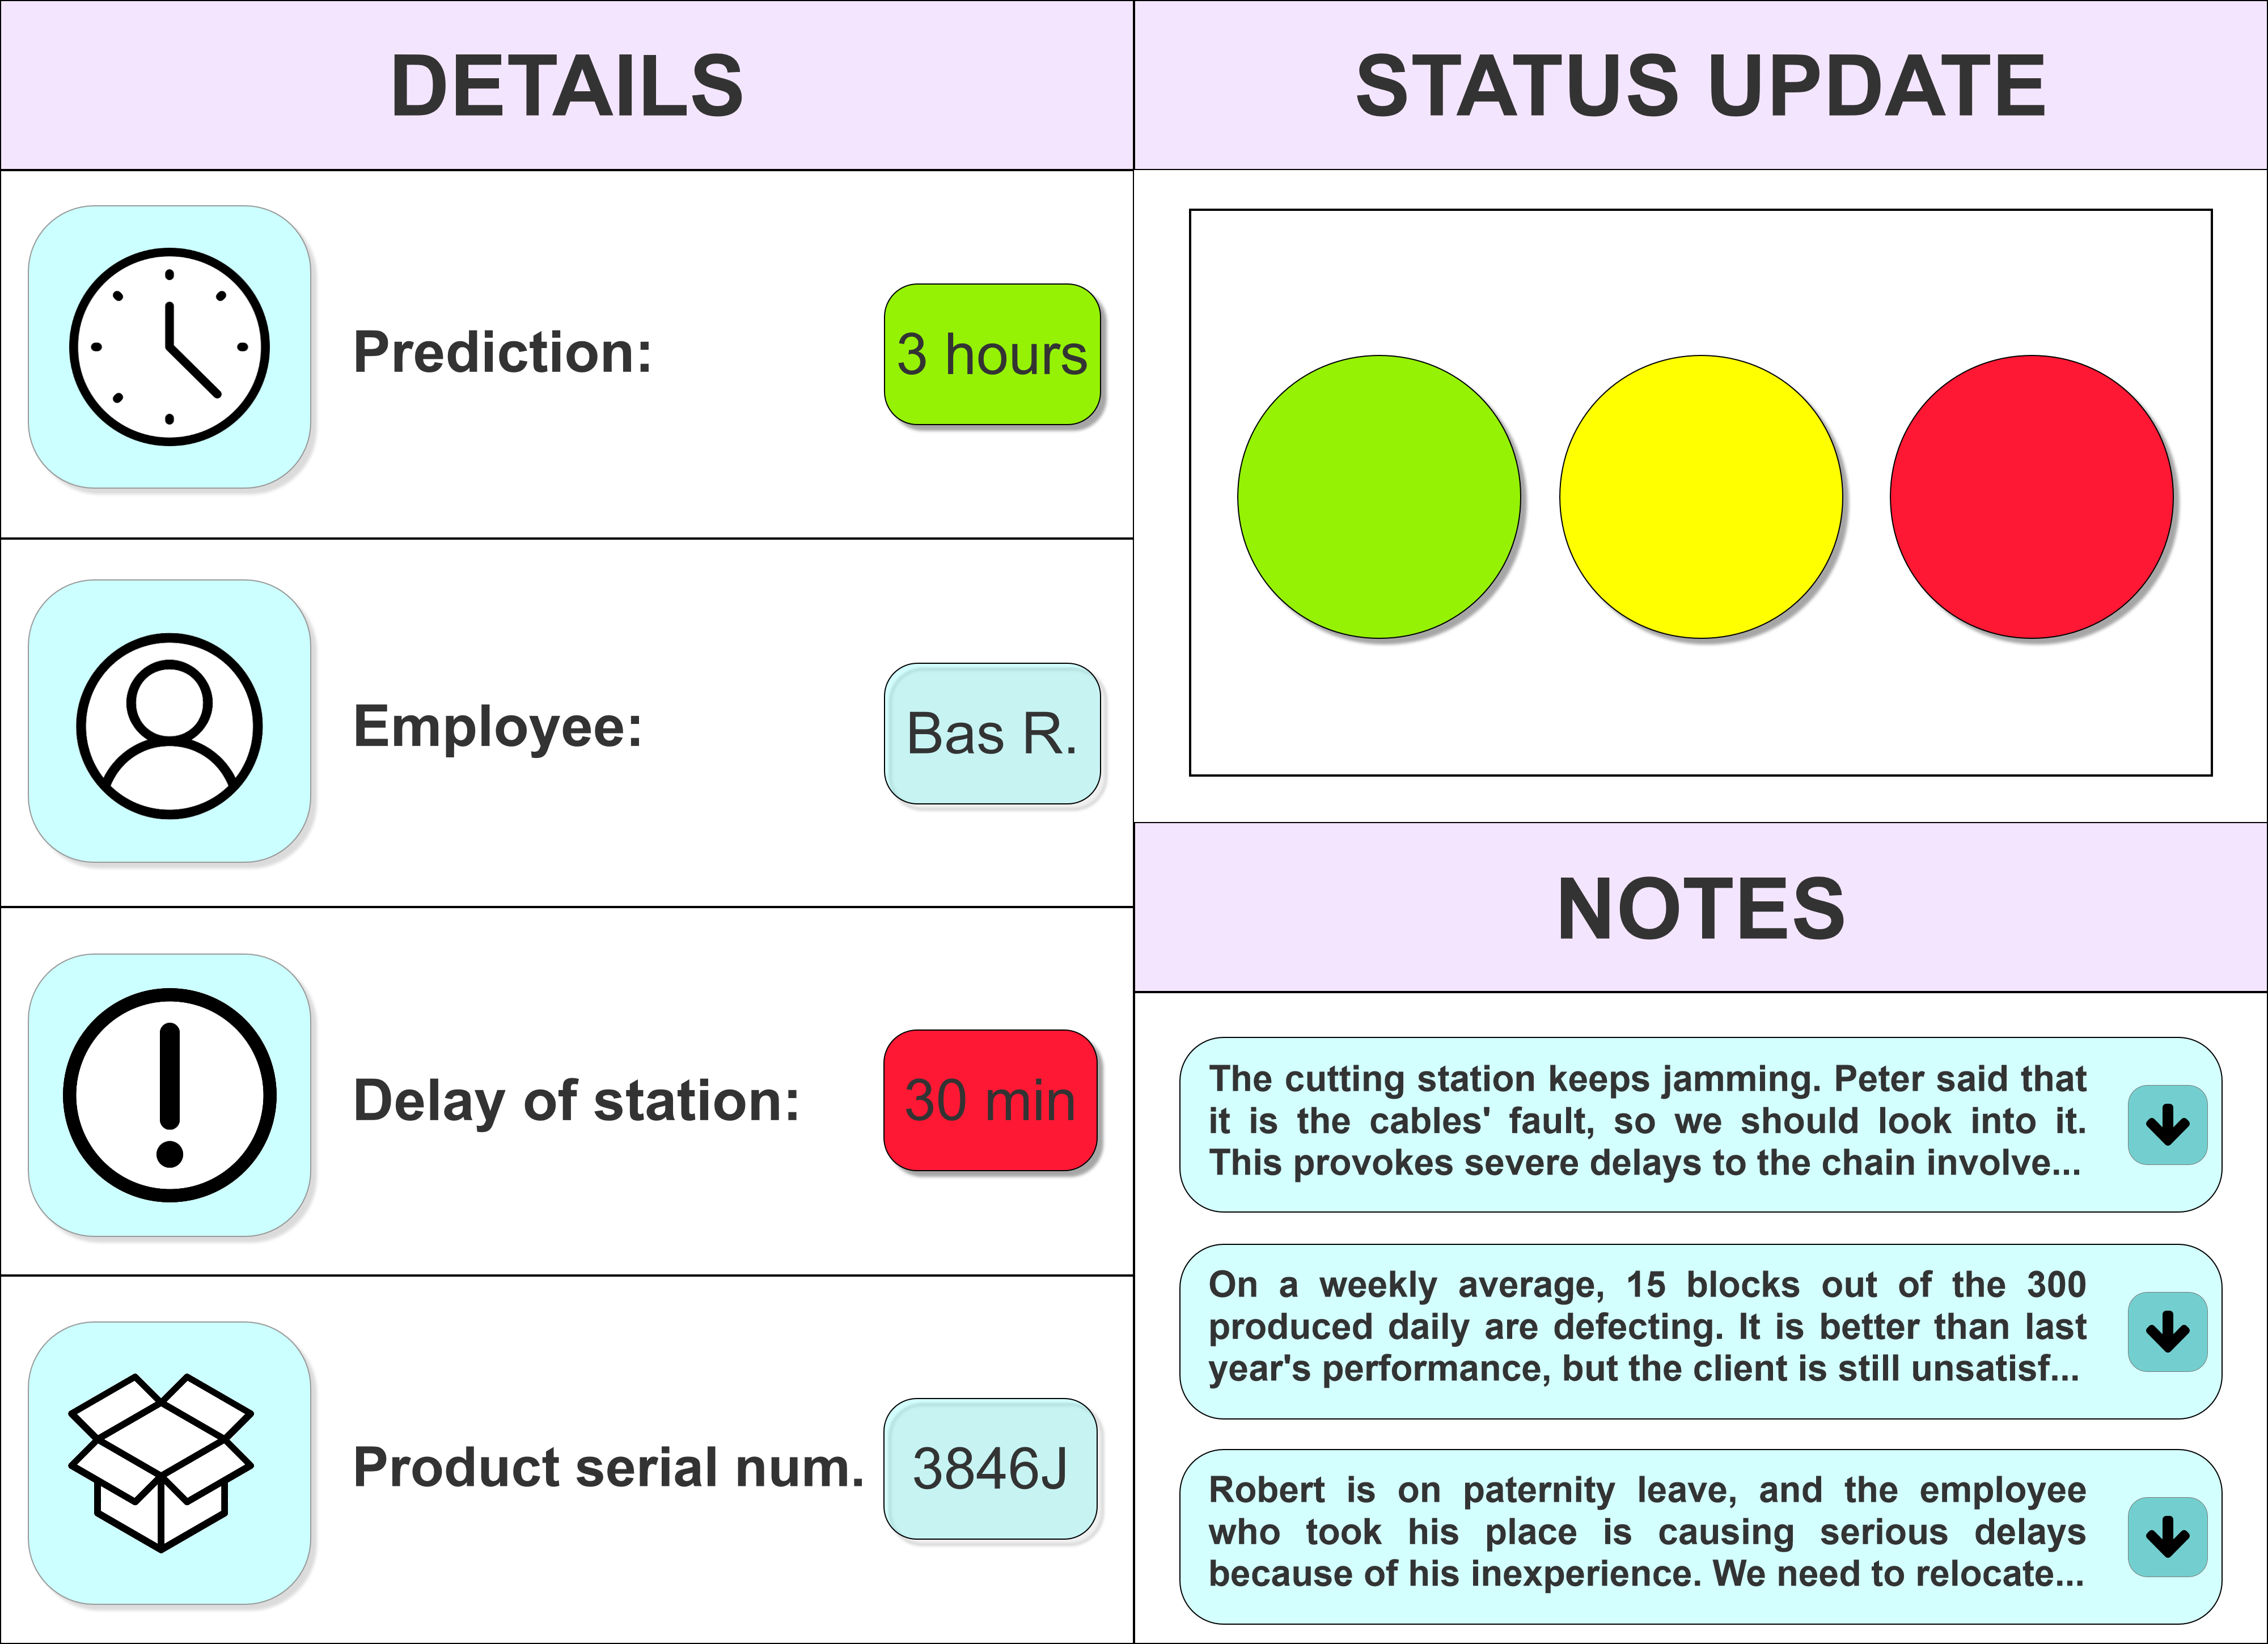 DETAILS
Prediction:
3 hours
Employee:
Bas R.
Delay of station:
30 min
Product serial num.
3846J
STATUS UPDATE
NOTES
The cutting station keeps jamming. Peter said that
it is the cables' fault, so we should look into it.
This provokes severe delays to the chain involve...
On a weekly average, 15 blocks out of the 300
produced daily are defecting. It is better than last
year's performance, but the client is still unsatisf...
Robert is on paternity leave, and the employee
who took his place is causing serious delays
because of his inexperience. We need to relocate...